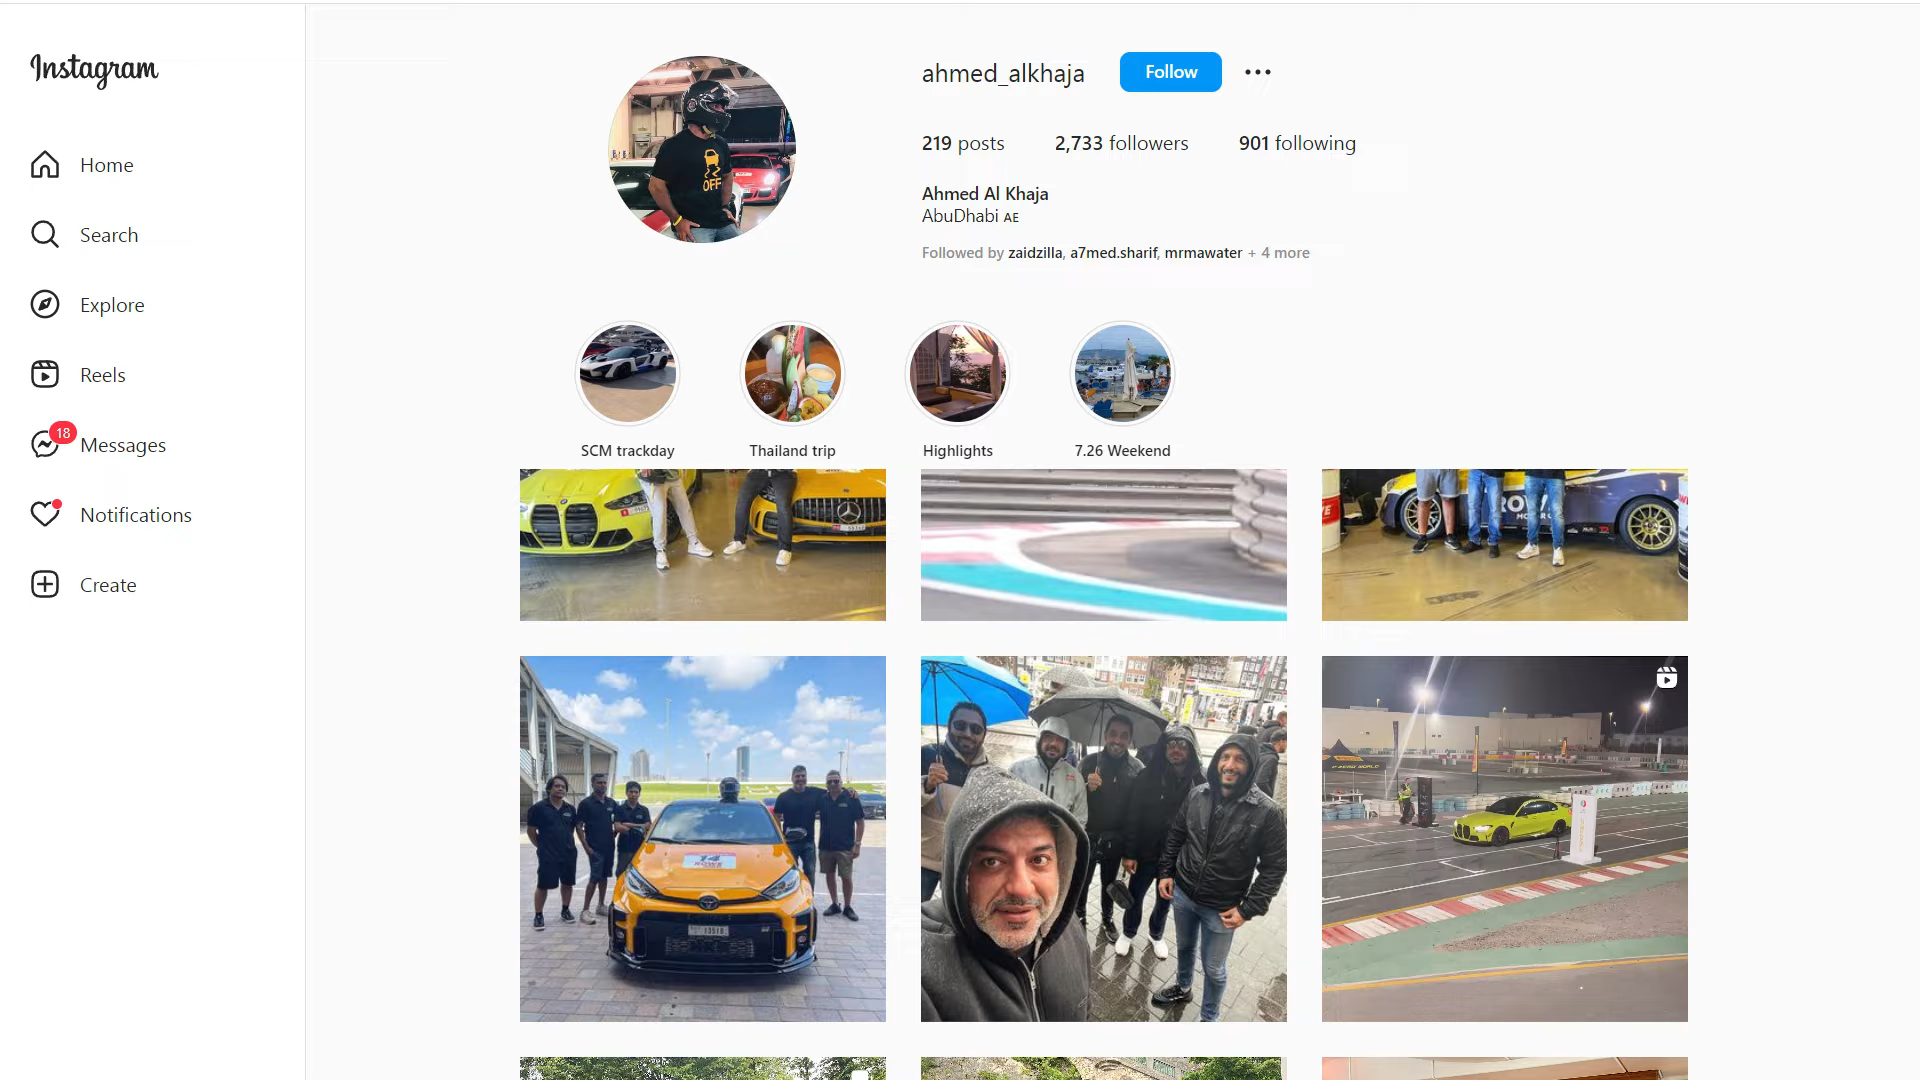 Instagram
Home
Search
Explore
Reels
18
Messages
Notifications
Create
ahmed_alkhaja
Follow
219 posts
2,733 followers
901 following
Ahmed Al Khaja
AbuDhabi AE
Followed by zaidzilla, a7med.sharif, mrmawater + 4 more
OFF
SCM trackday
Thailand trip
Highlights
7.26 Weekend
14